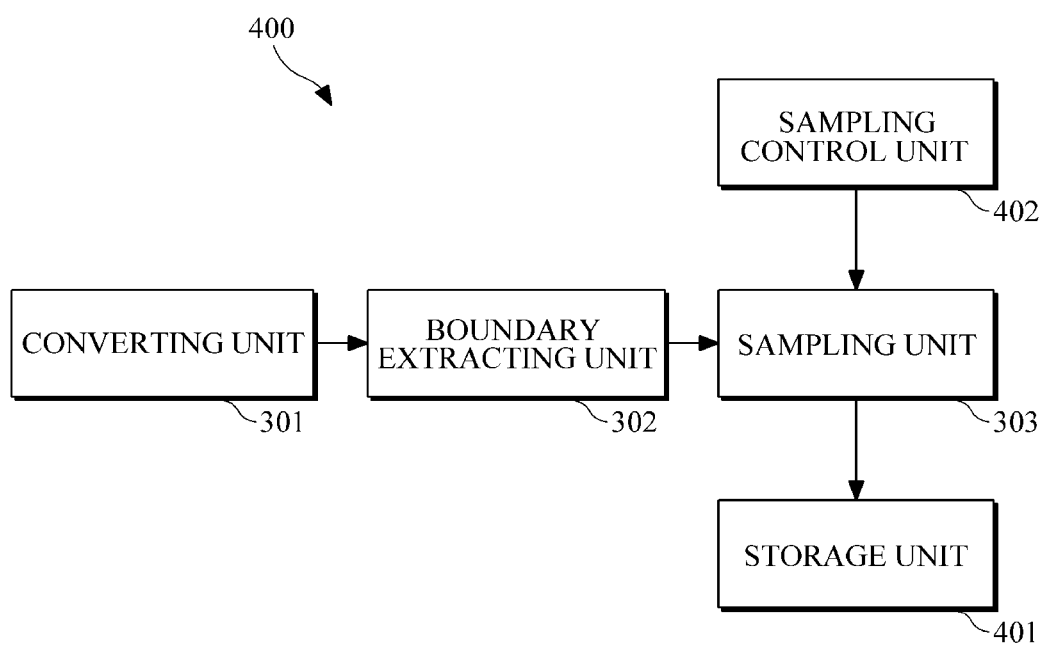 400
SAMPLING
CONTROL UNIT
402
CONVERTING UNIT
301
BOUNDARY
EXTRACTING UNIT
302
SAMPLING UNIT
303
STORAGE UNIT
401